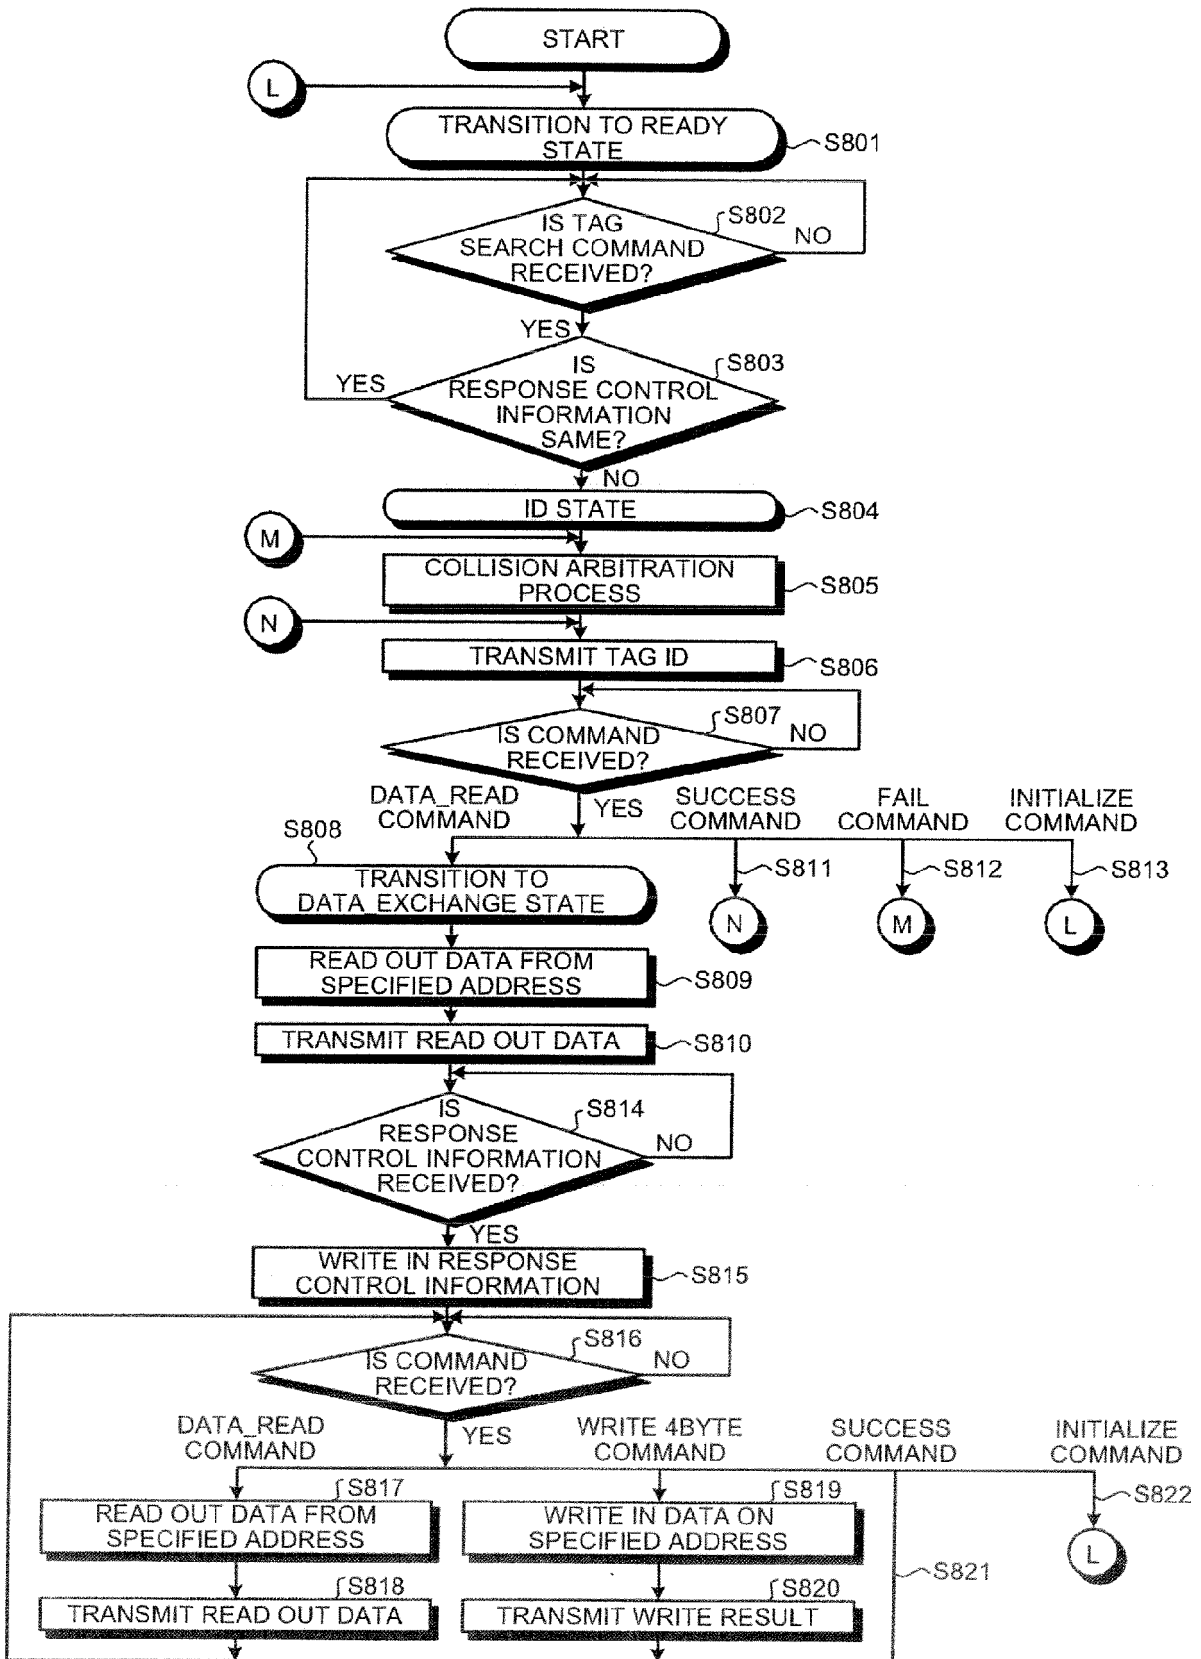 START
L
TRANSITION TO READY
STATE
S801
IS TAG
SEARCH COMMAND
RECEIVED?
S802
NO
YES
IS
RESPONSE CONTROL
INFORMATION
SAME?
S803
YES
NO
ID STATE
S804
M
COLLISION ARBITRATION
PROCESS
S805
N
TRANSMIT TAG ID
S806
IS COMMAND
RECEIVED?
S807
NO
YES
DATA_READ
COMMAND
SUCCESS
COMMAND
FAIL
COMMAND
INITIALIZE
COMMAND
S808
TRANSITION TO
DATA_EXCHANGE STATE
S811
N
S812
M
S813
L
READ OUT DATA FROM
SPECIFIED ADDRESS
S809
TRANSMIT READ OUT DATA
S810
IS
RESPONSE
CONTROL INFORMATION
RECEIVED?
S814
NO
YES
WRITE IN RESPONSE
CONTROL INFORMATION
S815
IS COMMAND
RECEIVED?
S816
NO
YES
DATA_READ
COMMAND
WRITE 4BYTE
COMMAND
SUCCESS
COMMAND
INITIALIZE
COMMAND
S817
READ OUT DATA FROM
SPECIFIED ADDRESS
S819
WRITE IN DATA ON
SPECIFIED ADDRESS
S822
L
S821
S818
TRANSMIT READ OUT DATA
S820
TRANSMIT WRITE RESULT